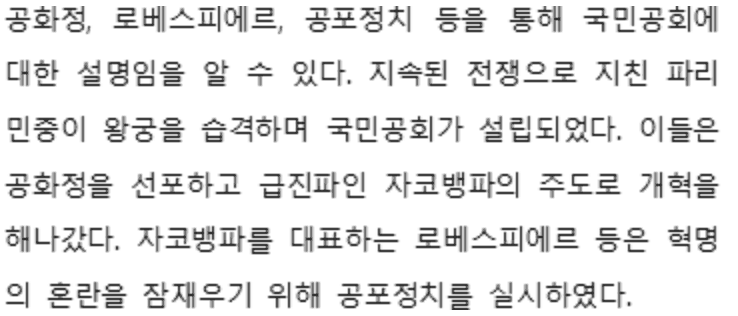 공화정, 로베스피에르, 공포정치 등을 통해 국민공회에
대한 설명임을 알 수 있다. 지속된 전쟁으로 지친 파리
민중이 왕궁을 습격하며 국민공회가 설립되었다. 이들은
공화정을 선포하고 급진파인 자코뱅파의 주도로 개혁을
해나갔다. 자코뱅파를 대표하는 로베스피에르 등은 혁명
의 혼란을 잠재우기 위해 공포정치를 실시하였다.